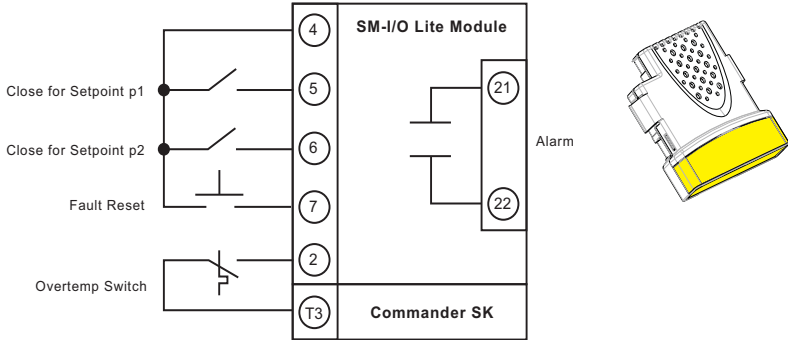 4
SM-I/O Lite Module
Close for Setpoint p1
5
21
Close for Setpoint p2
6
Alarm
Fault Reset
7
22
2
Overtemp Switch
T3
Commander SK